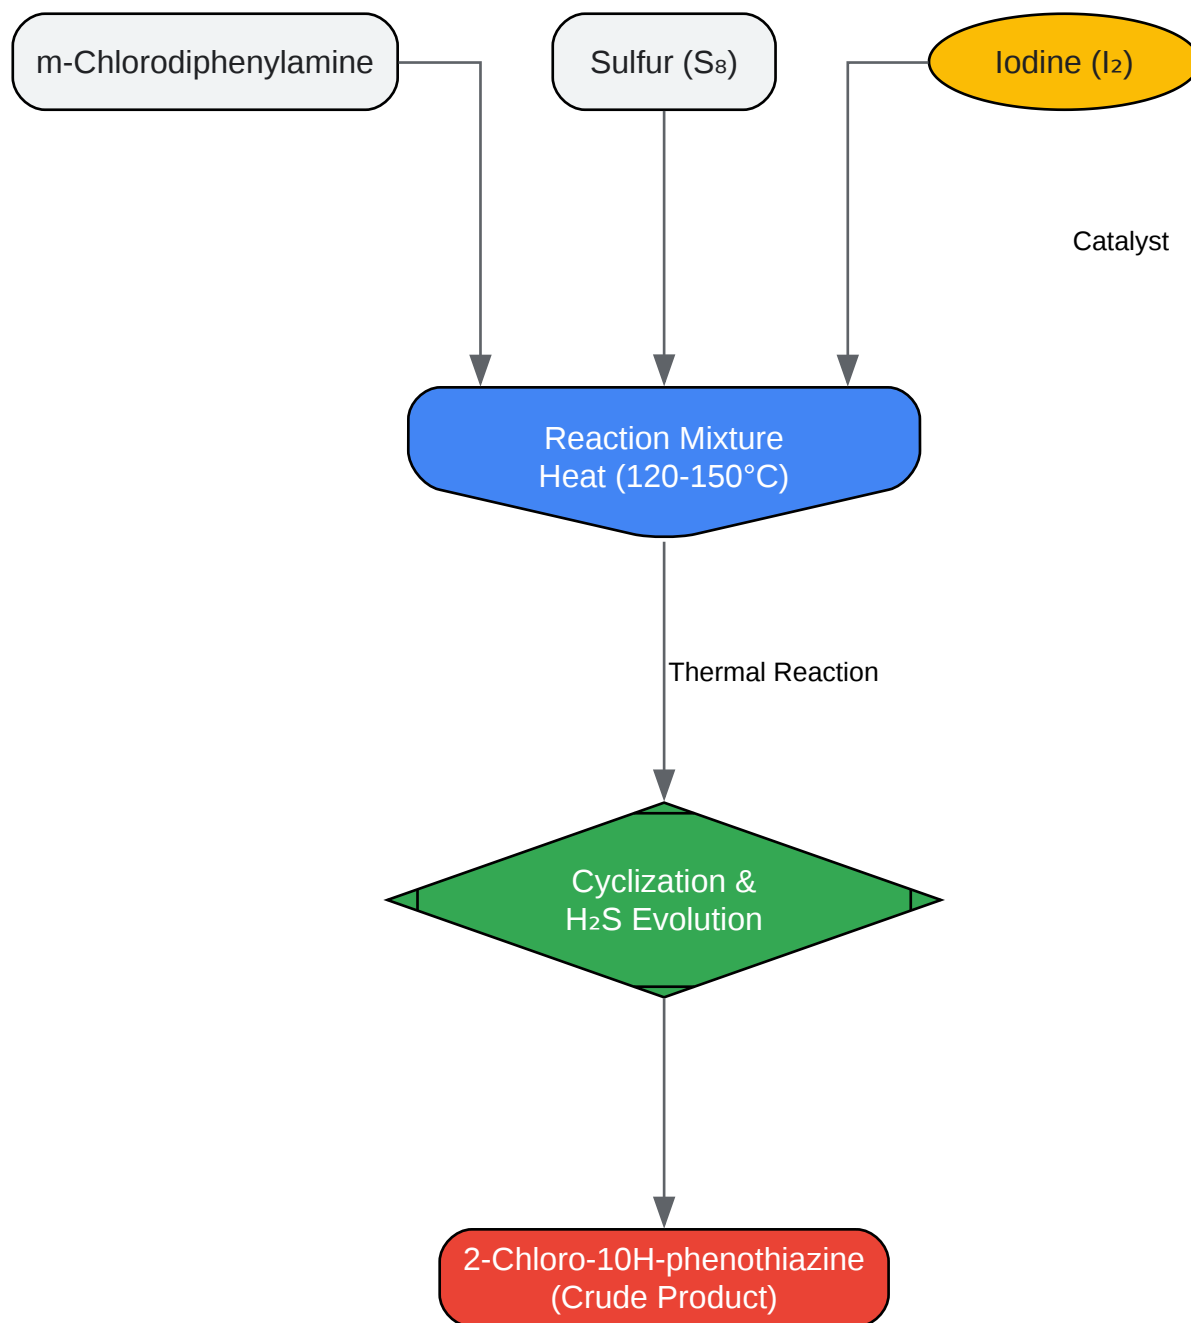 m-Chlorodiphenylamine
Sulfur (S₈)
Iodine (I₂)
Catalyst
Reaction Mixture
Heat (120-150°C)
Thermal Reaction
Cyclization &
H₂S Evolution
2-Chloro-10H-phenothiazine
(Crude Product)